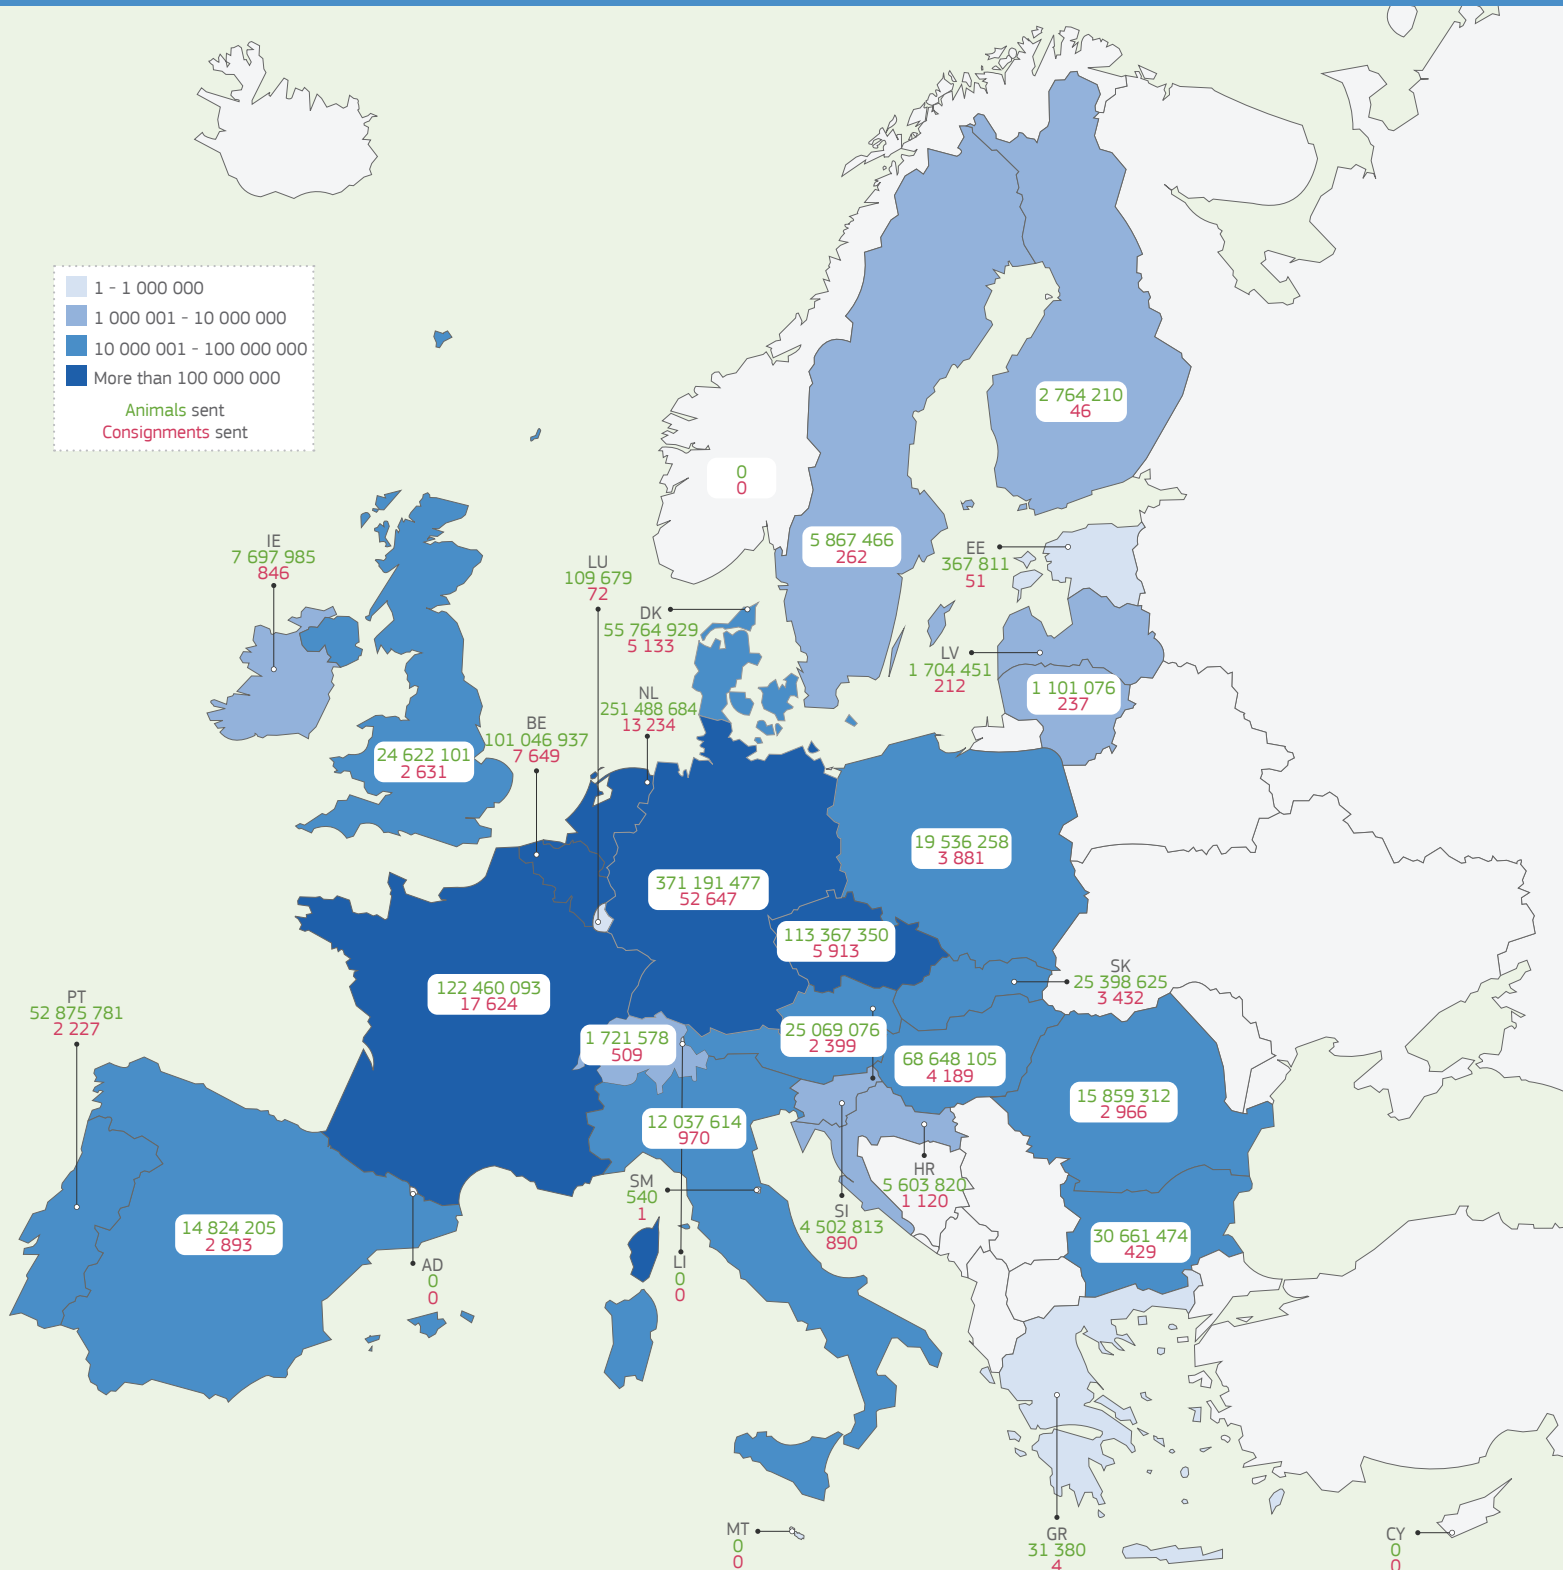 1 - 1 000 000
1 000 001 - 10 000 000
10 000 001 - 100 000 000
More than 100 000 000
Animals sent
Consignments sent
2 764 210
46
0
0
5 867 466
262
EE
367 811
51
IE
7 697 985
846
LU
109 679
72
DK
55 764 929
5 133
LV
1 704 451
212
1 101 076
237
NL
251 488 684
13 234
BE
101 046 937
7 649
24 622 101
2 631
19 536 258
3 881
371 191 477
52 647
113 367 350
5 913
SK
25 398 625
3 432
122 460 093
17 624
PT
52 875 781
2 227
1 721 578
509
25 069 076
2 399
68 648 105
4 189
15 859 312
2 966
12 037 614
970
HR
5 603 820
1 120
SM
540
1
SI
4 502 813
890
14 824 205
2 893
30 661 474
429
AD
0
0
LI
0
0
MT
0
0
GR
31 380
4
CY
0
0